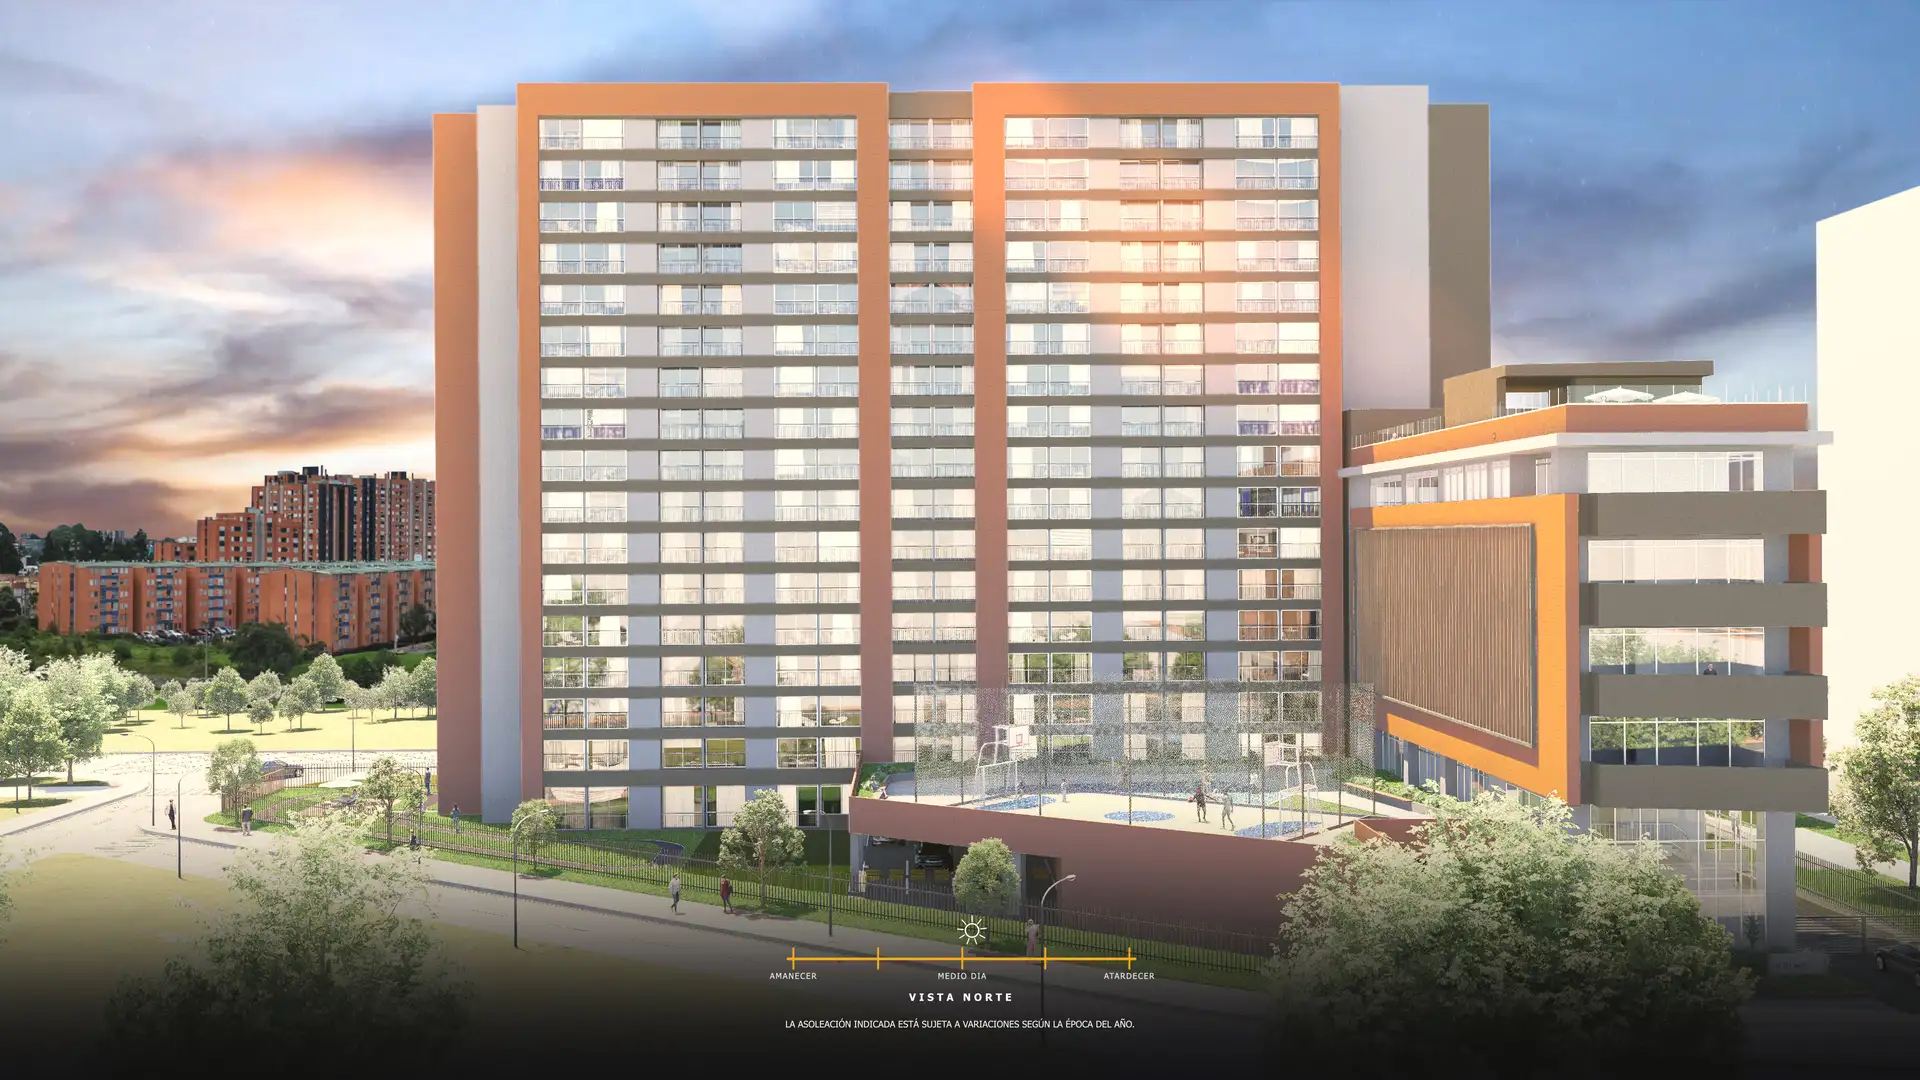 AMANECER MEDIO DIA ATARDECER
VISTA NORTE
LA ASOLEACIÓN INDICADA ESTÁ SUJETA A VARIACIONES SEGÚN LA ÉPOCA DEL AÑO.